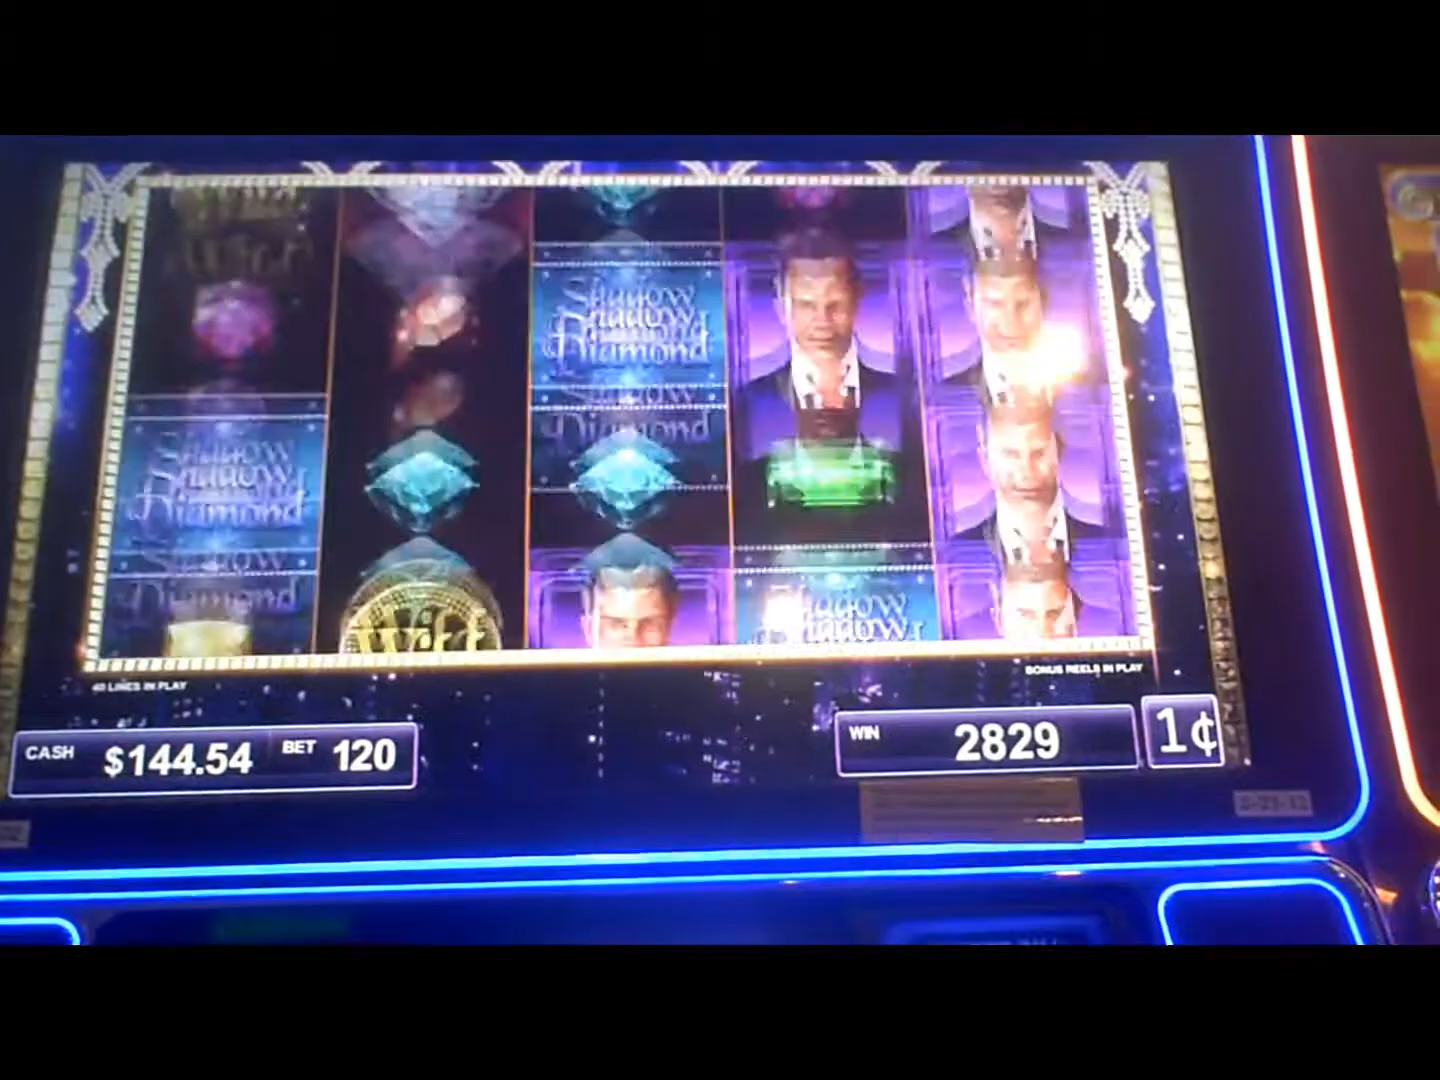 Wild
Shadow
Diamond
Shadow
Diamond
Shadow
Diamond
Shadow
Diamond
Wild
Shadow
40 LINES IN PLAY
BONUS REELS IN PLAY
CASH $144.54 BET 120
WIN 2829 1¢